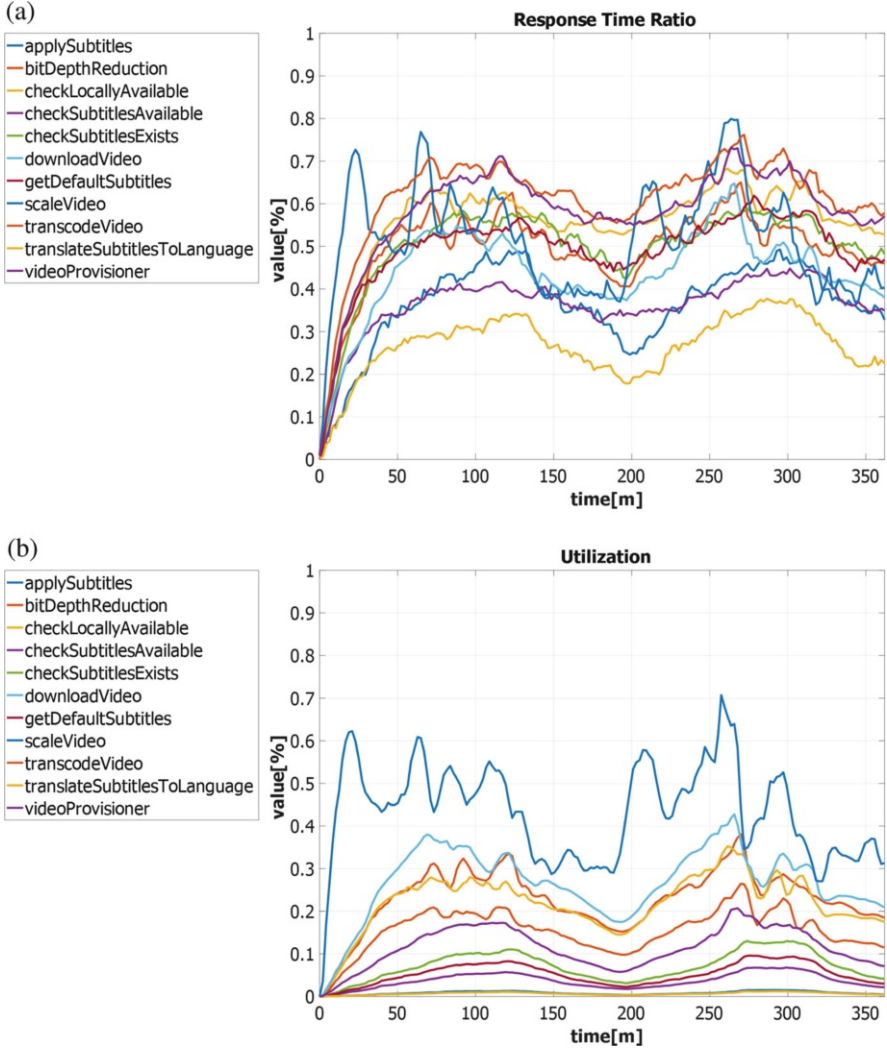 (a)
Response Time Ratio
applySubtitles
bitDepthReduction
checkLocallyAvailable
checkSubtitlesAvailable
checkSubtitlesExists
downloadVideo
getDefaultSubtitles
scaleVideo
transcodeVideo
translateSubtitlesToLanguage
videoProvisioner
value[%]
1
0.9
0.8
0.7
0.6
0.5
0.4
0.3
0.2
0.1
0
0 50 100 150 200 250 300 350
time[m]
(b)
Utilization
applySubtitles
bitDepthReduction
checkLocallyAvailable
checkSubtitlesAvailable
checkSubtitlesExists
downloadVideo
getDefaultSubtitles
scaleVideo
transcodeVideo
translateSubtitlesToLanguage
videoProvisioner
value[%]
1
0.9
0.8
0.7
0.6
0.5
0.4
0.3
0.2
0.1
0
0 50 100 150 200 250 300 350
time[m]